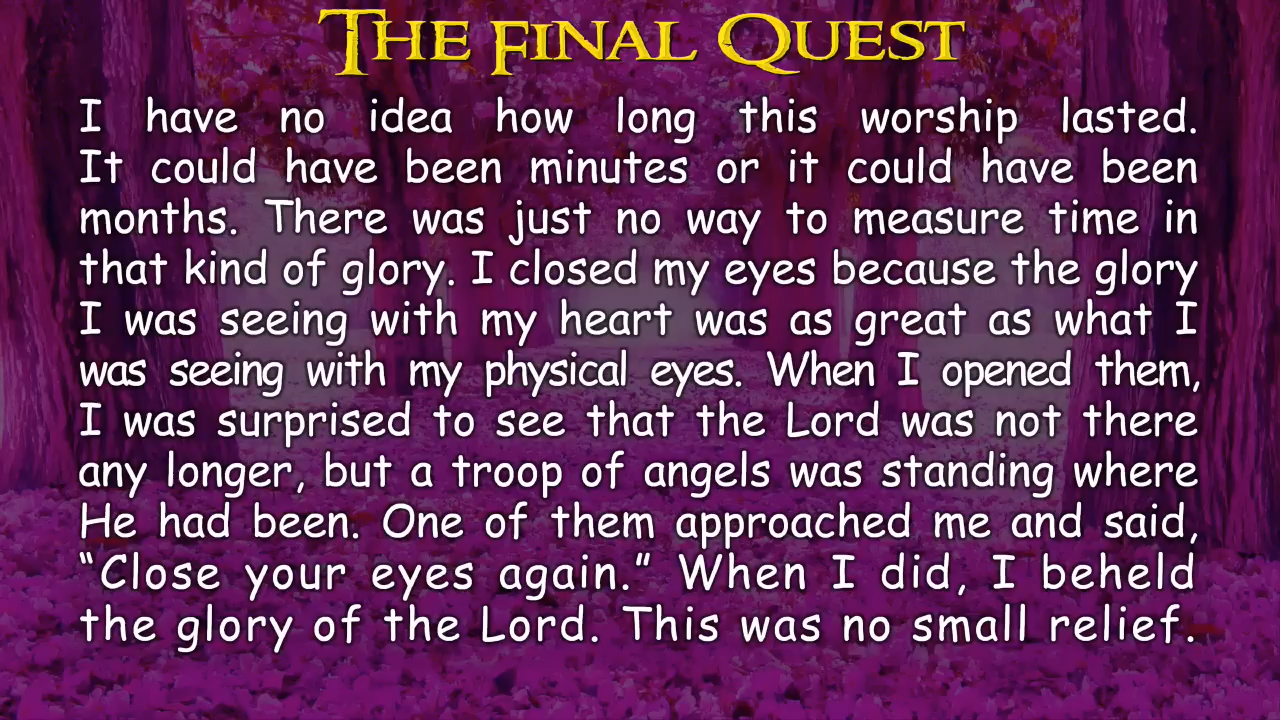 The Final Quest
I have no idea how long this worship lasted.
It could have been minutes or it could have been
months. There was just no way to measure time in
that kind of glory. I closed my eyes because the glory
I was seeing with my heart was as great as what I
was seeing with my physical eyes. When I opened them,
I was surprised to see that the Lord was not there
any longer, but a troop of angels was standing where
He had been. One of them approached me and said,
“Close your eyes again.” When I did, I beheld
the glory of the Lord. This was no small relief.